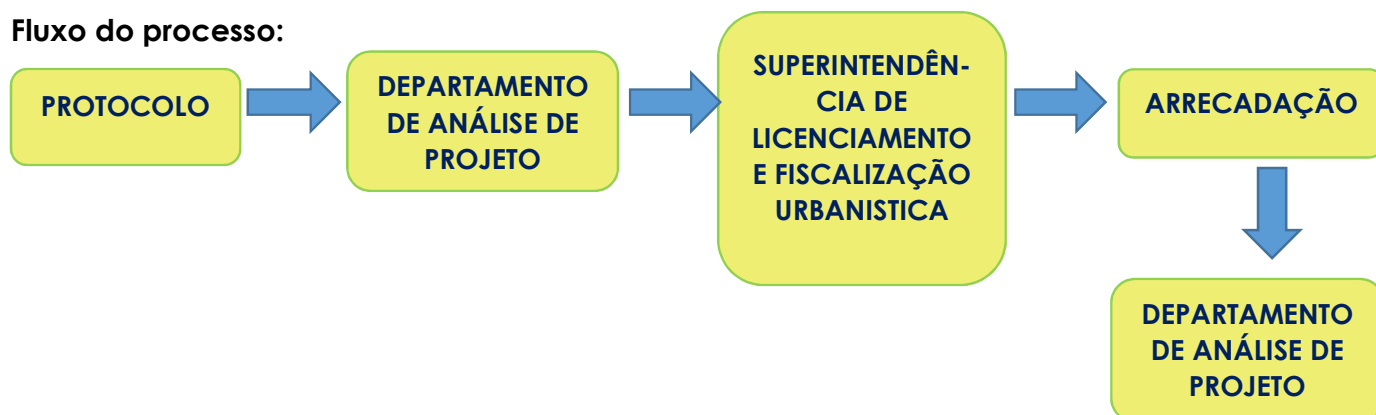 Fluxo do processo:
PROTOCOLO
DEPARTAMENTO
DE ANÁLISE DE
PROJETO
SUPERINTENDÊN-
CIA DE
LICENCIAMENTO
E FISCALIZAÇÃO
URBANISTICA
ARRECADAÇÃO
DEPARTAMENTO
DE ANÁLISE DE
PROJETO